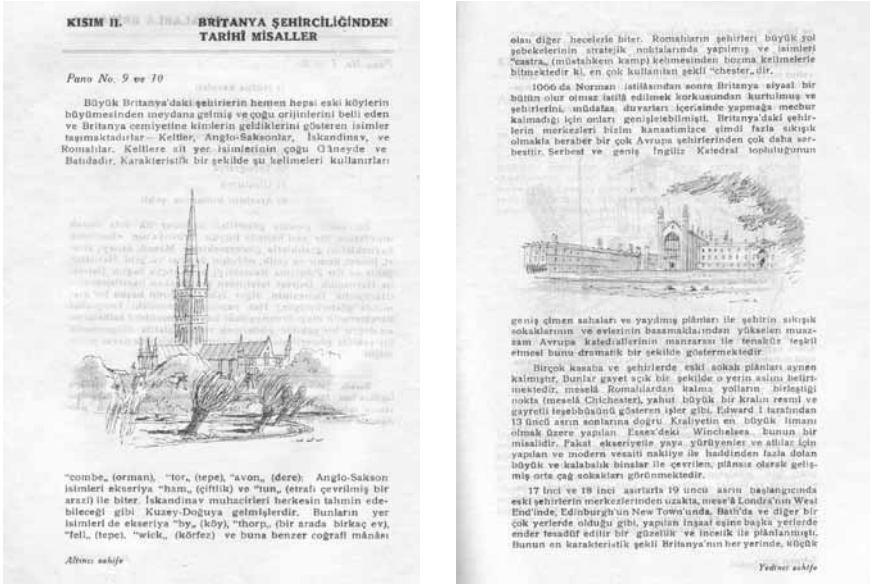 KISIM II. BRİTANYA ŞEHİRCİLİĞİNDEN
TARİHÎ MİSALLER
Pano No. 9 ve 10
Büyük Britanya'daki şehirlerin hemen hepsi eski köylerin
büyümesinden meydana gelmiş ve çoğu orijinlerini belli eden
ve Britanya cemiyetine kimlerin geldiklerini gösteren isimler
taşımaktadırlar — Keltler, Anglo-Saksonlar, İskandinav ve
Romalılar. Keltlere ait yer isimlerinin çoğu Güneyde ve
Batıdadır. Karakteristik bir şekilde şu kelimeleri kullanırlar
"combe„ (orman), "tor„ (tepe), "avon„ (dere); Anglo-Sakson
isimleri ekseriya "ham„ (çiftlik) ve "tun„ (etrafı çevrilmiş bir
arazi) ile biter. İskandinav muhacirleri herkesin tahmin ede-
bileceği gibi Kuzey-Doğuya gelmişlerdir. Bunların yer
isimleri de ekseriya "by„ (köy), "thorp„ (bir arada birkaç ev),
"fell„ (tepe), "wick„ (körfez) ve buna benzer coğrafi mânâsı
Altıncı sahife
olan diğer hecelerle biter. Romalıların şehirleri büyük yol
şebekelerinin stratejik noktalarında yapılmış ve isimleri
"castra„ (müstahkem kamp) kelimesinden bozma kelimelerle
bitmektedir ki, en çok kullanılan şekli "chester„ dir.
1066 da Norman istilâsından sonra Britanya siyasî bir
bütün olur olmaz istilâ edilmek korkusundan kurtulmuş ve
şehirlerini, müdafaa duvarları içerisinde yapmağa mecbur
kalmadığı için onları genişletebilmişti. Britanya'daki şehir-
lerin merkezleri bizim kanaatimizce şimdi fazla sıkışık
olmakla beraber bir çok Avrupa şehirlerinden çok daha ser-
besttir. Serbest ve geniş İngiliz Katedral topluluğunun
geniş çimen sahaları ve yayılmış plânları ile şehirin sıkışık
sokaklarının ve evlerinin basamaklarından yükselen muaz-
zam Avrupa katedrallerinin manzarası ile tenakuz teşkil
etmesi bunu dramatik bir şekilde göstermektedir
Birçok kasaba ve şehirlerde eski sokak plânları aynen
kalmıştır. Bunlar gayet açık bir şekilde o yerin aslını belirt-
mektedir, meselâ Romalılardan kalma yolların birleştiği
nokta (meselâ Chichester), yahut büyük bir kralın resmî ve
gayretli teşebbüsünü gösteren işler gibi. Edward I tarafından
13 üncü asrın sonlarına doğru Kraliyetin en büyük limanı
olmak üzere yapılan Essex'deki Winchelsea bunun bir
misalidir. Fakat ekseriyetle yaya yürüyenler ve atlılar için
yapılan ve modern vesaiti nakliye ile haddinden fazla dolan
büyük ve kalabalık binalar ile çevrilen, plânsız olarak geliş-
miş orta çağ sokakları görünmektedir.
17 inci ve 18 inci asırlarla 19 uncu asrın başlangıcında
eski şehirlerin merkezlerinden uzakta, mese'â Londra'nın West
End'inde, Edinburgh'un New Town'unda, Bath'da ve diğer bir
çok yerlerde olduğu gibi, yapılan inşaat eşine başka yerlerde
ender tesadüf edilir bir güzellik ve incelik ile plânlanmıştı.
Bunun en karakteristik şekli Britanya'nın her yerinde, küçük
Yedinci sahife